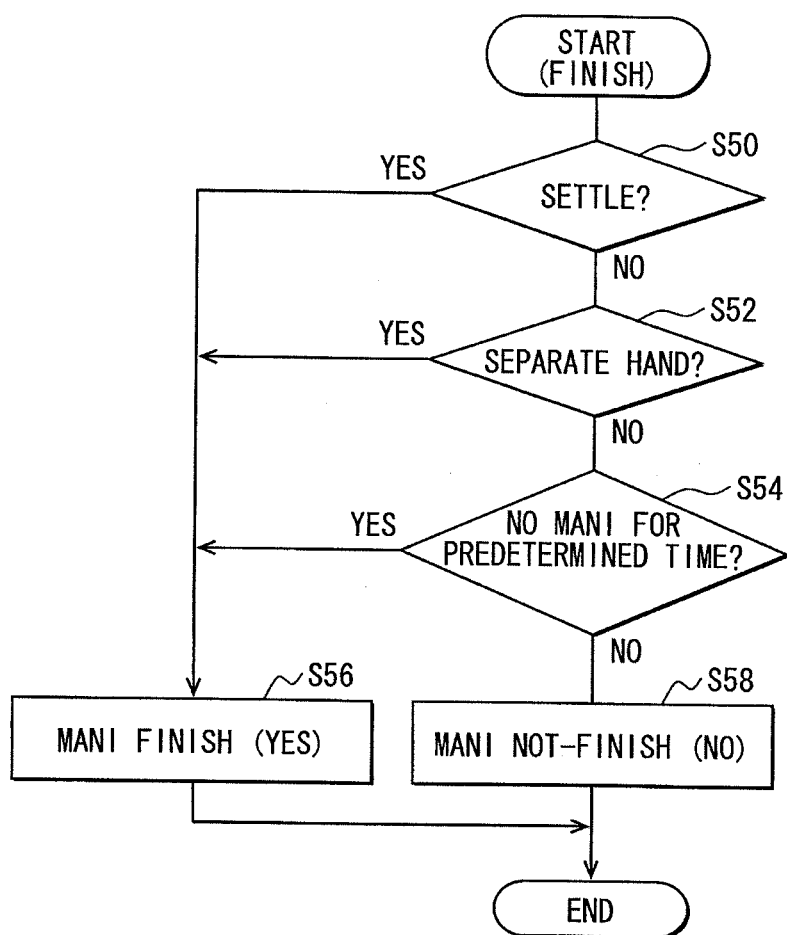 START
(FINISH)
S50
YES
SETTLE?
NO
S52
YES
SEPARATE HAND?
NO
S54
YES
NO MANI FOR
PREDETERMINED TIME?
NO
S56
S58
MANI FINISH (YES)
MANI NOT-FINISH (NO)
END